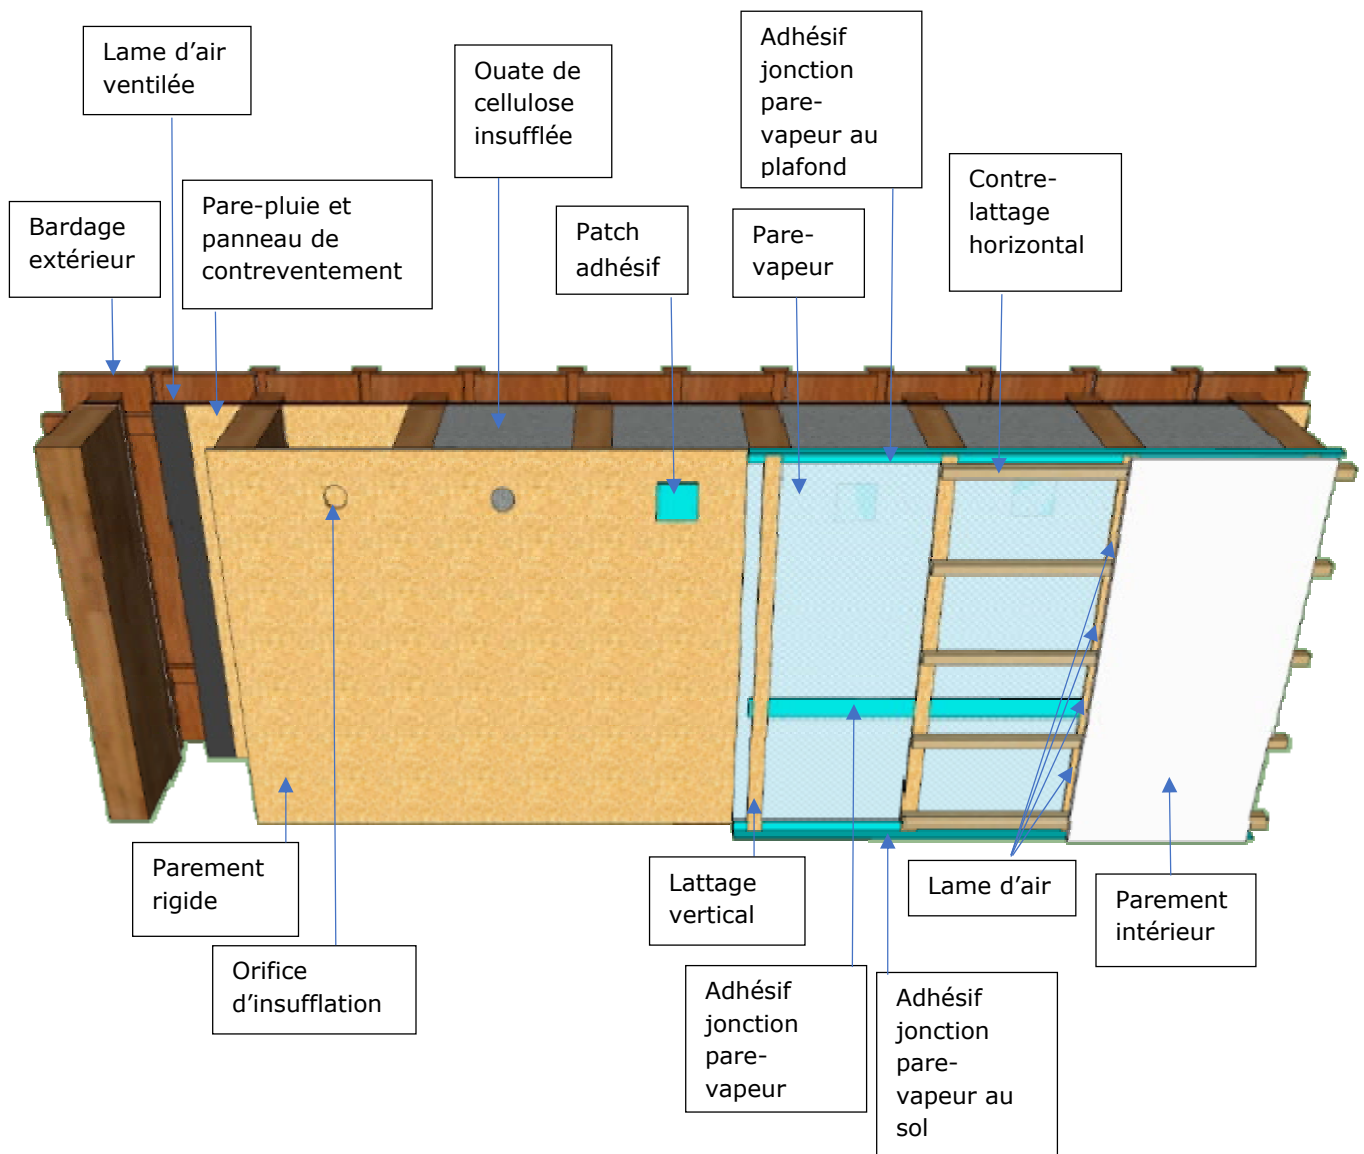 Lame d'air
ventilée
Ouate de
cellulose
insufflée
Adhésif
jonction
pare-
vapeur au
plafond
Contre-
lattage
horizontal
Bardage
extérieur
Pare-pluie et
panneau de
contreventement
Patch
adhésif
Pare-
vapeur
Parement
rigide
Orifice
d'insufflation
Lattage
vertical
Adhésif
jonction
pare-
vapeur
Adhésif
jonction
pare-
vapeur au
sol
Lame d'air
Parement
intérieur